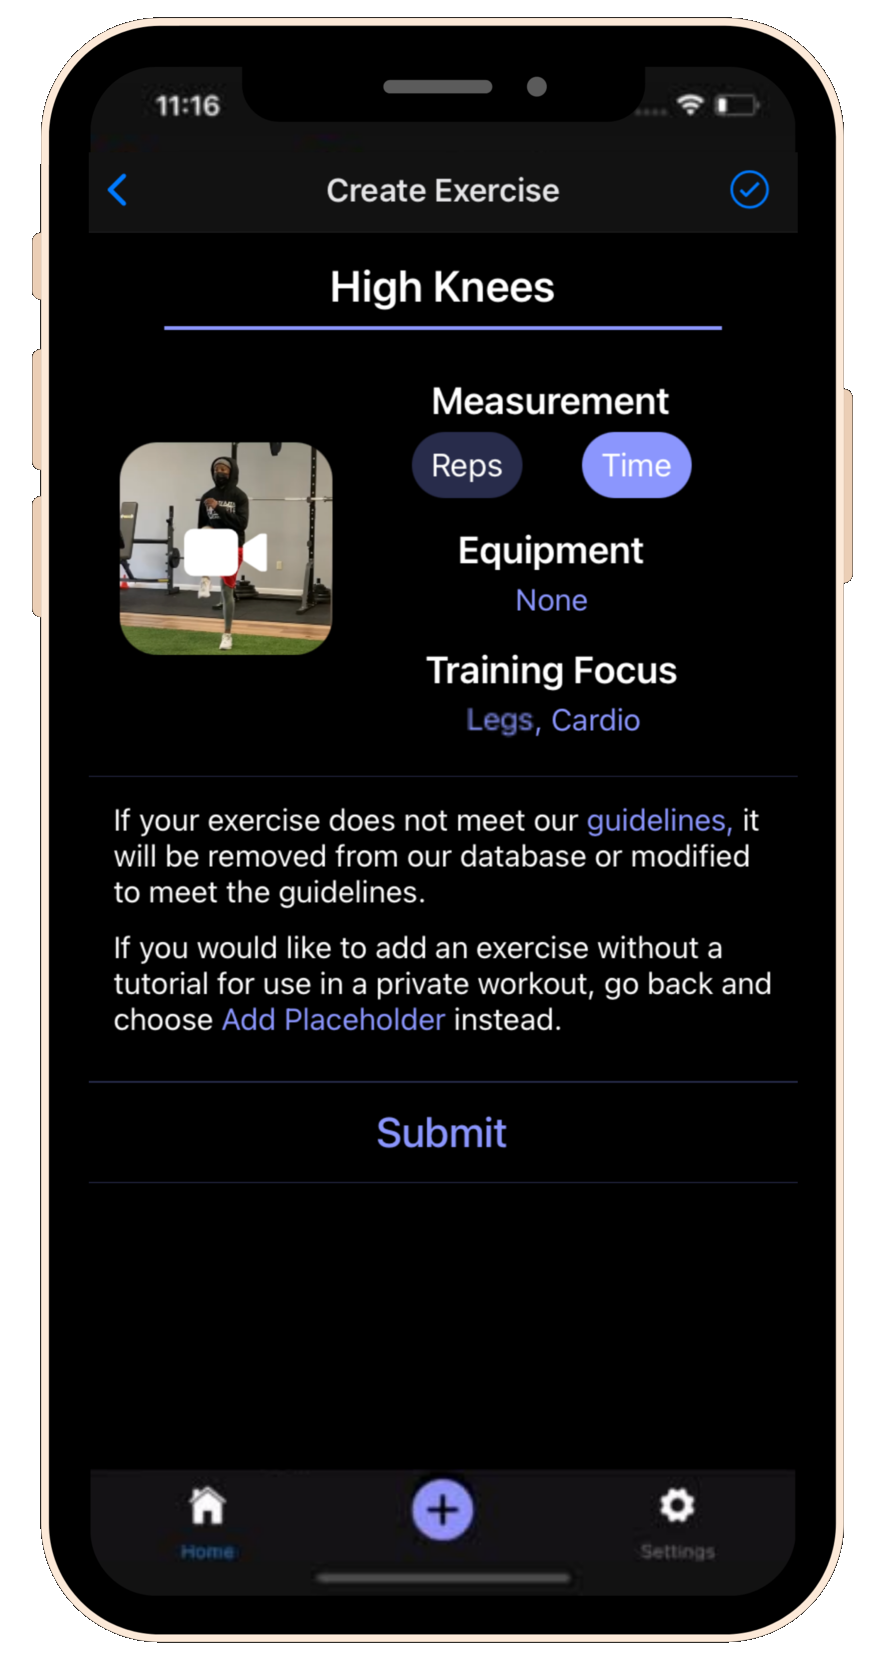 11:16
Create Exercise
High Knees
Measurement
Reps Time
Equipment
None
Training Focus
Legs, Cardio
If your exercise does not meet our guidelines, it
will be removed from our database or modified
to meet the guidelines.
If you would like to add an exercise without a
tutorial for use in a private workout, go back and
choose Add Placeholder instead.
Submit
Home Settings